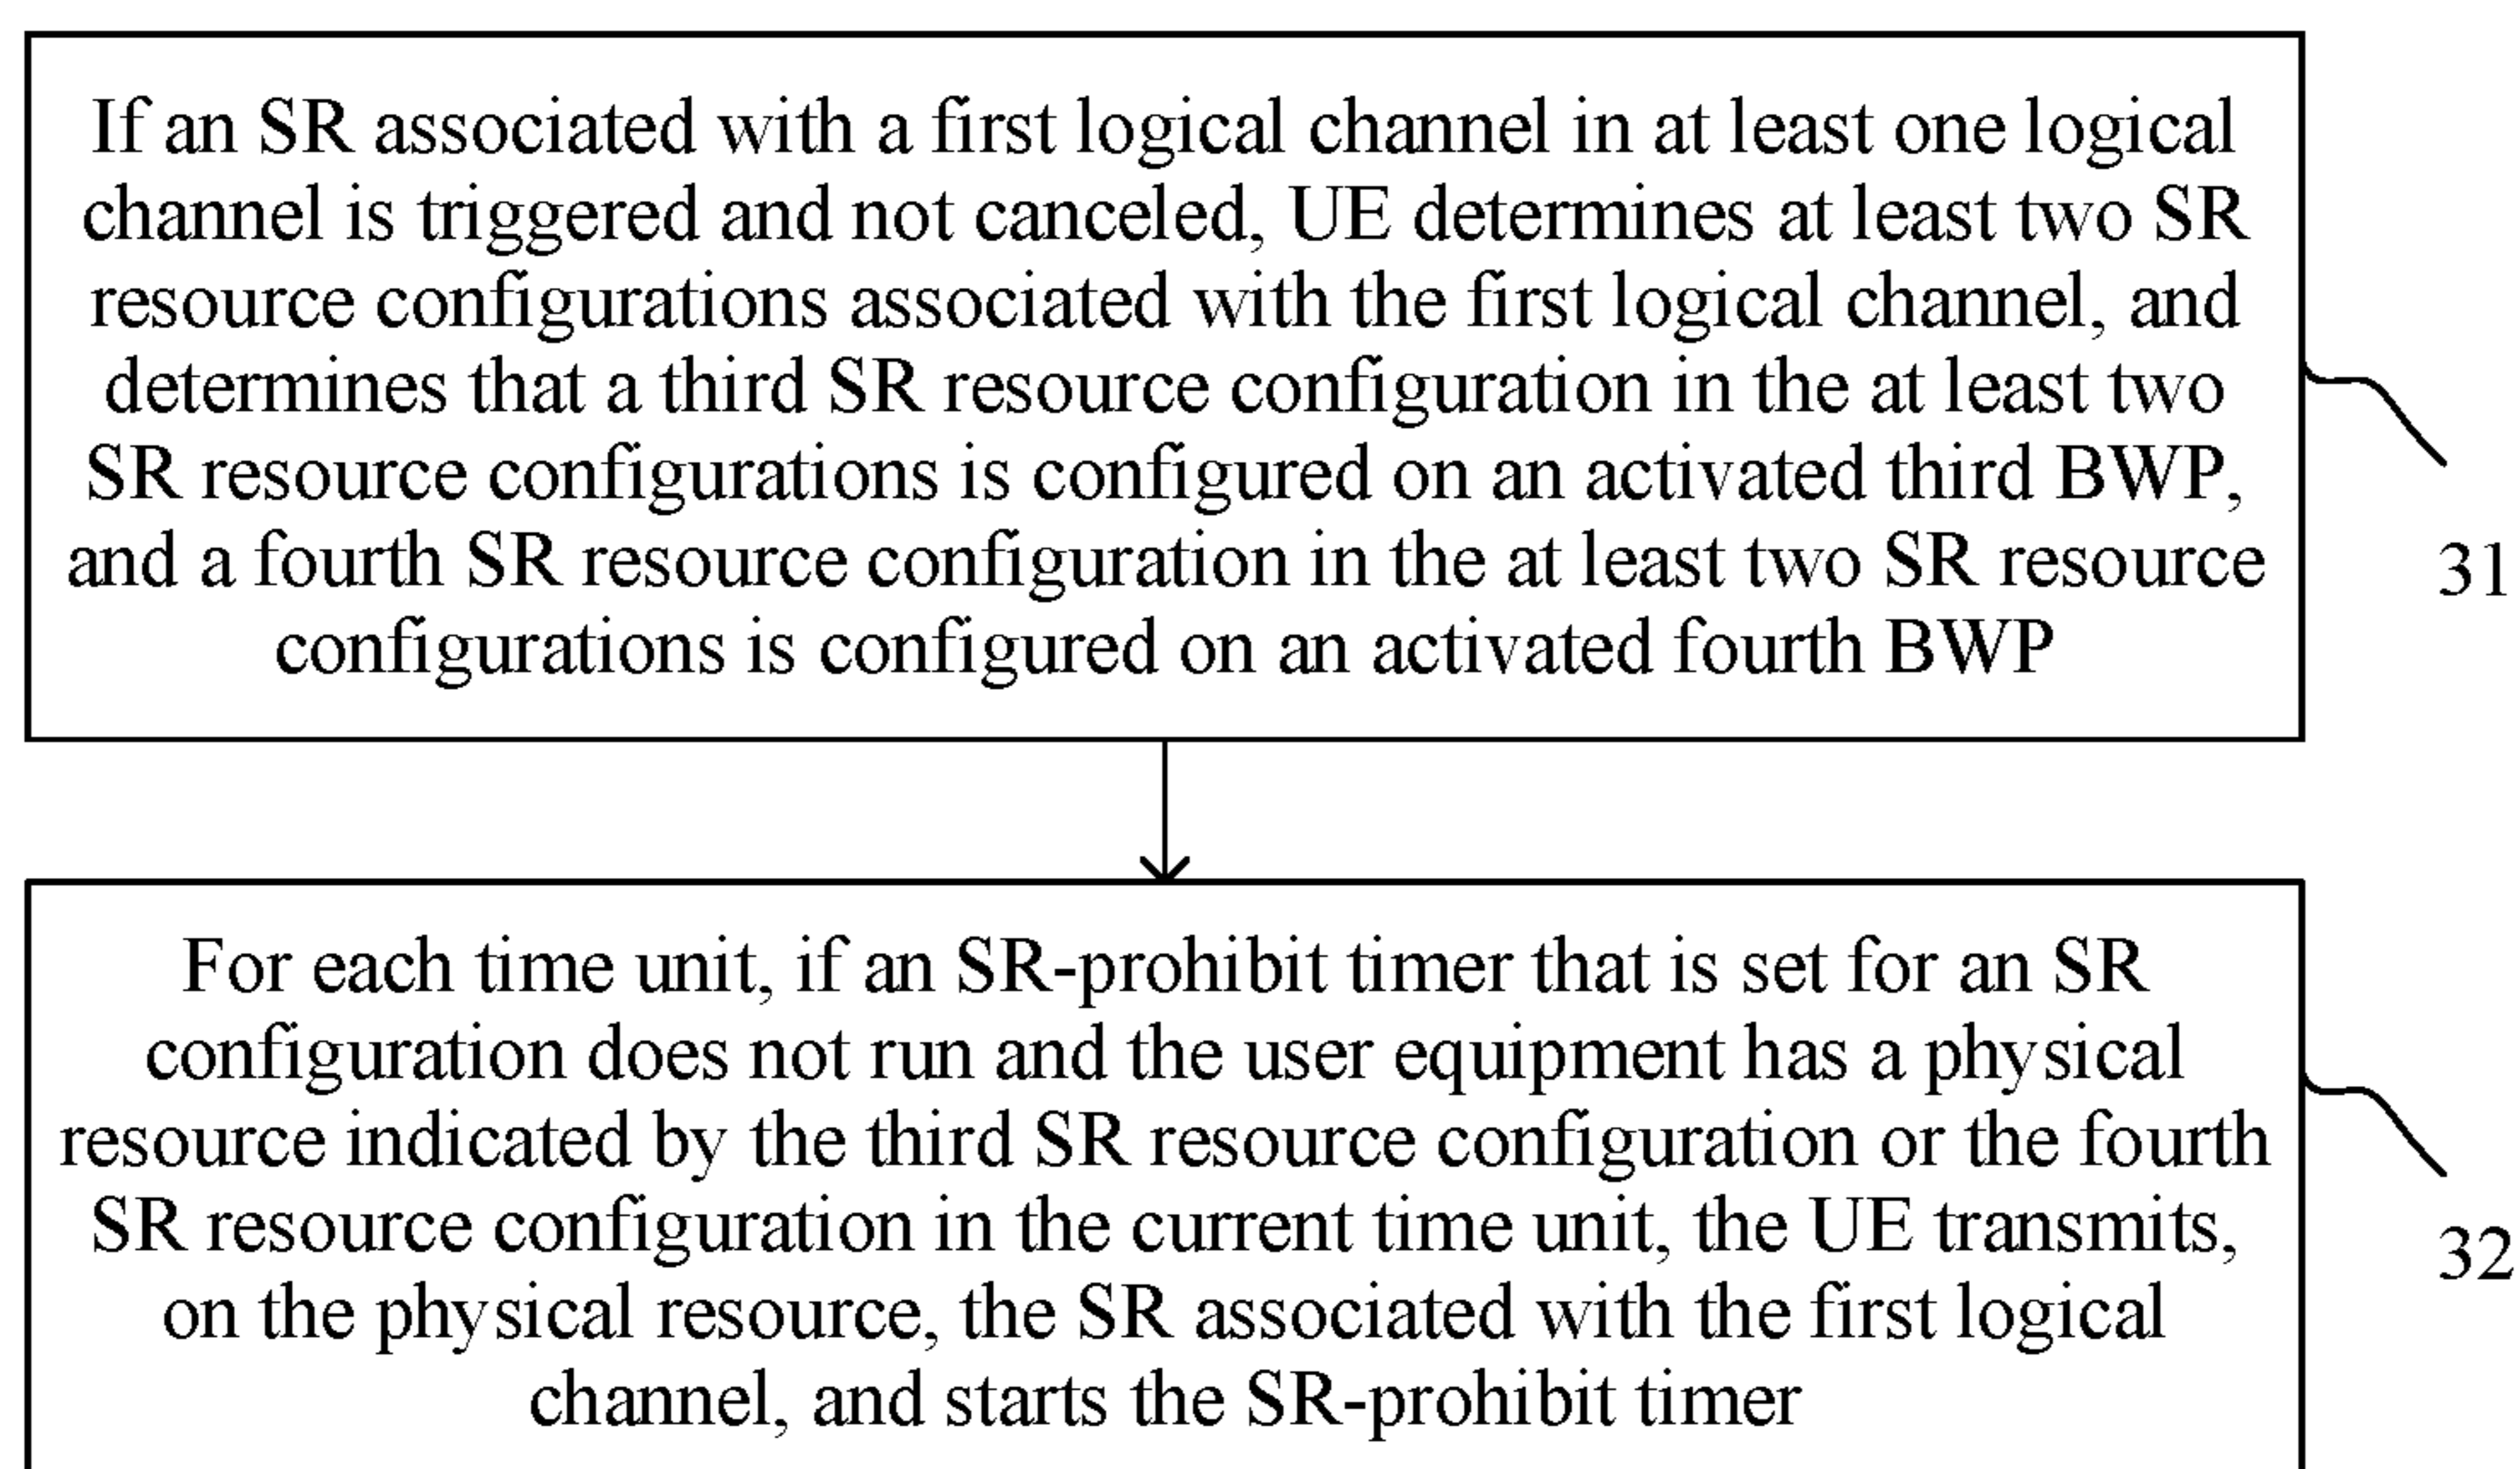 If an SR associated with a first logical channel in at least one logical
channel is triggered and not canceled, UE determines at least two SR
resource configurations associated with the first logical channel, and
determines that a third SR resource configuration in the at least two
SR resource configurations is configured on an activated third BWP,
and a fourth SR resource configuration in the at least two SR resource
configurations is configured on an activated fourth BWP
31
For each time unit, if an SR-prohibit timer that is set for an SR
configuration does not run and the user equipment has a physical
resource indicated by the third SR resource configuration or the fourth
SR resource configuration in the current time unit, the UE transmits,
on the physical resource, the SR associated with the first logical
channel, and starts the SR-prohibit timer
32